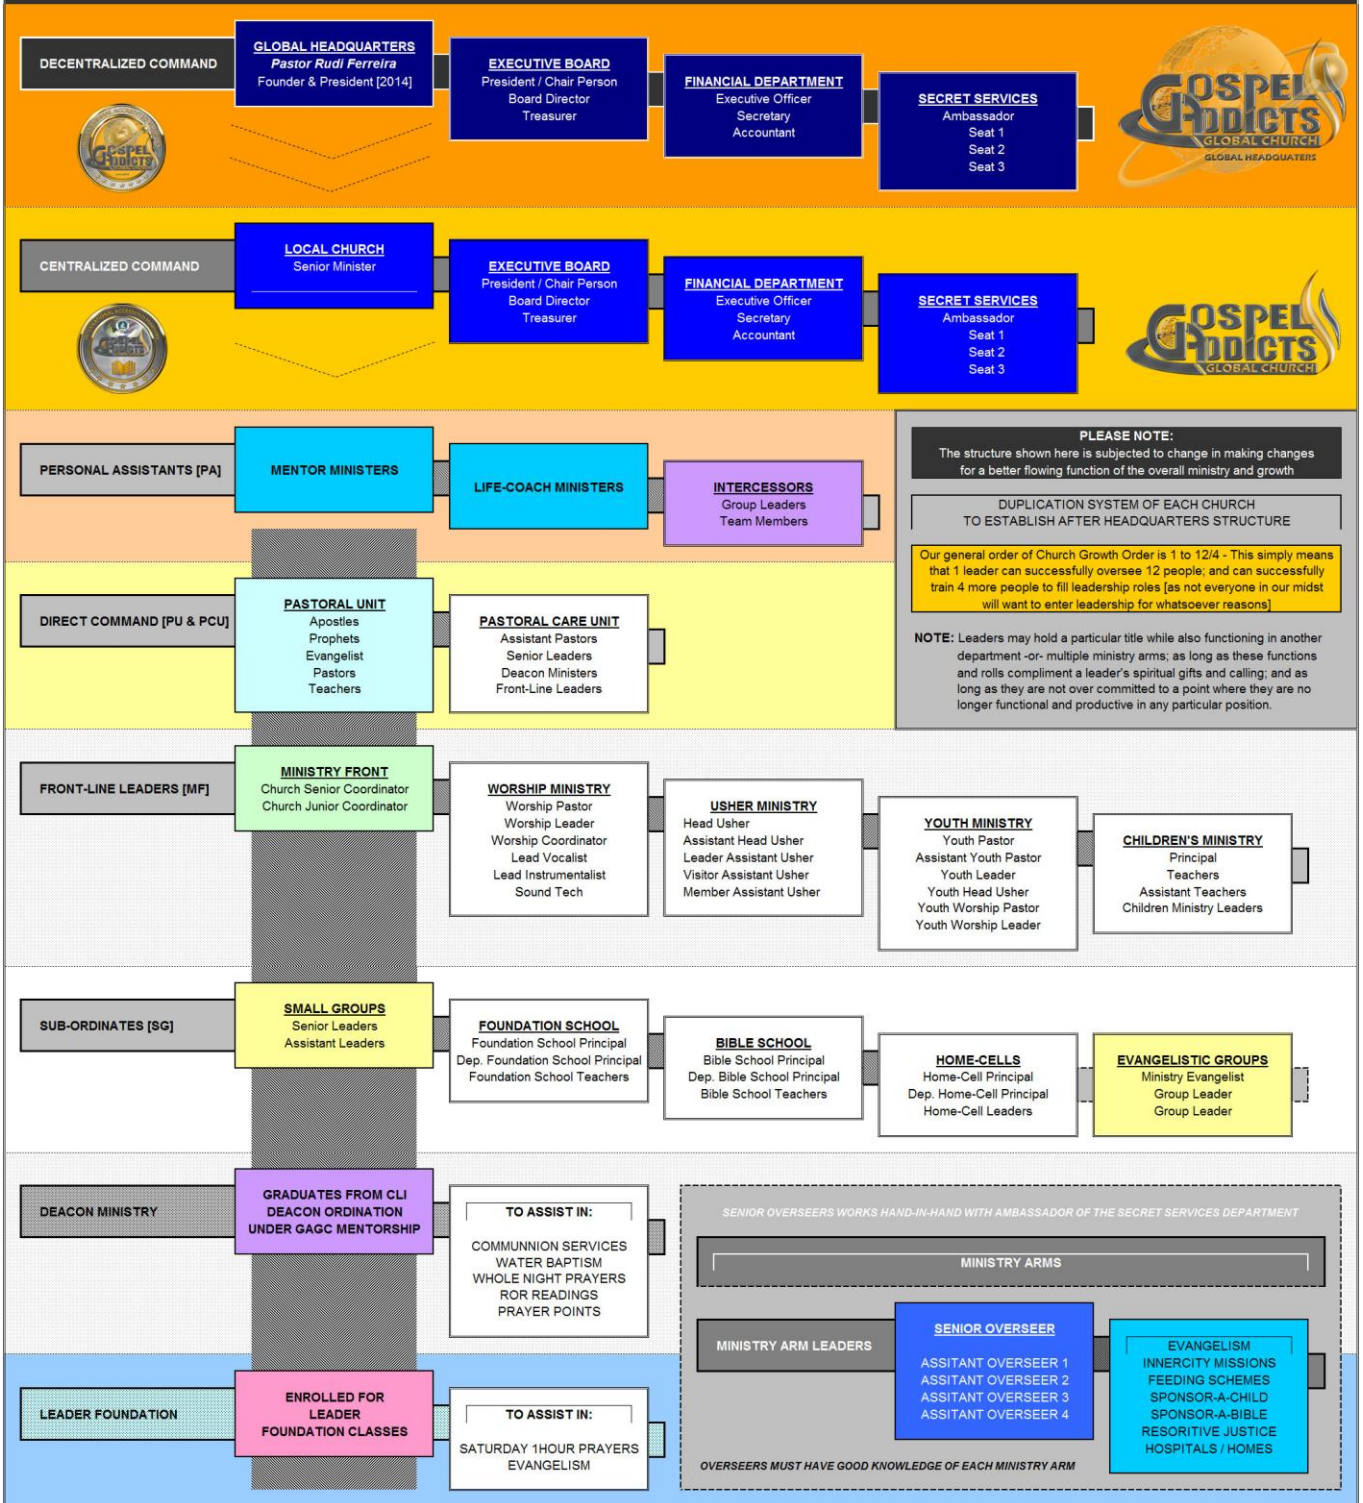 DECENTRALIZED COMMAND
GLOBAL HEADQUARTERS
Pastor Rudi Ferreira
Founder & President [2014]
EXECUTIVE BOARD
President / Chair Person
Board Director
Treasurer
FINANCIAL DEPARTMENT
Executive Officer
Secretary
Accountant
SECRET SERVICES
Ambassador
Seat 1
Seat 2
Seat 3
GOSPEL
ADDICTS
GLOBAL CHURCH
GLOBAL HEADQUATERS
GOSPEL
ADDICTS
CENTRALIZED COMMAND
LOCAL CHURCH
Senior Minister
EXECUTIVE BOARD
President / Chair Person
Board Director
Treasurer
FINANCIAL DEPARTMENT
Executive Officer
Secretary
Accountant
SECRET SERVICES
Ambassador
Seat 1
Seat 2
Seat 3
GOSPEL
ADDICTS
GLOBAL CHURCH
GOSPEL
ADDICTS
PERSONAL ASSISTANTS [PA]
MENTOR MINISTERS
LIFE-COACH MINISTERS
INTERCESSORS
Group Leaders
Team Members
PLEASE NOTE:
The structure shown here is subjected to change in making changes
for a better flowing function of the overall ministry and growth
DUPLICATION SYSTEM OF EACH CHURCH
TO ESTABLISH AFTER HEADQUARTERS STRUCTURE
Our general order of Church Growth Order is 1 to 12/4 - This simply means
that 1 leader can successfully oversee 12 people; and can successfully
train 4 more people to fill leadership roles [as not everyone in our midst
will want to enter leadership for whatsoever reasons]
NOTE: Leaders may hold a particular title while also functioning in another
department -or- multiple ministry arms; as long as these functions
and rolls compliment a leader's spiritual gifts and calling; and as
long as they are not over committed to a point where they are no
longer functional and productive in any particular position.
DIRECT COMMAND [PU & PCU]
PASTORAL UNIT
Apostles
Prophets
Evangelist
Pastors
Teachers
PASTORAL CARE UNIT
Assistant Pastors
Senior Leaders
Deacon Ministers
Front-Line Leaders
FRONT-LINE LEADERS [MF]
MINISTRY FRONT
Church Senior Coordinator
Church Junior Coordinator
WORSHIP MINISTRY
Worship Pastor
Worship Leader
Worship Coordinator
Lead Vocalist
Lead Instrumentalist
Sound Tech
USHER MINISTRY
Head Usher
Assistant Head Usher
Leader Assistant Usher
Visitor Assistant Usher
Member Assistant Usher
YOUTH MINISTRY
Youth Pastor
Assistant Youth Pastor
Youth Leader
Youth Head Usher
Youth Worship Pastor
Youth Worship Leader
CHILDREN'S MINISTRY
Principal
Teachers
Assistant Teachers
Children Ministry Leaders
SUB-ORDINATES [SG]
SMALL GROUPS
Senior Leaders
Assistant Leaders
FOUNDATION SCHOOL
Foundation School Principal
Dep. Foundation School Principal
Foundation School Teachers
BIBLE SCHOOL
Bible School Principal
Dep. Bible School Principal
Bible School Teachers
HOME-CELLS
Home-Cell Principal
Dep. Home-Cell Principal
Home-Cell Leaders
EVANGELISTIC GROUPS
Ministry Evangelist
Group Leader
Group Leader
DEACON MINISTRY
GRADUATES FROM CLI
DEACON ORDINATION
UNDER GAGC MENTORSHIP
TO ASSIST IN:
COMMUNNION SERVICES
WATER BAPTISM
WHOLE NIGHT PRAYERS
ROR READINGS
PRAYER POINTS
SENIOR OVERSEERS WORKS HAND-IN-HAND WITH AMBASSADOR OF THE SECRET SERVICES DEPARTMENT
MINISTRY ARMS
MINISTRY ARM LEADERS
SENIOR OVERSEER
ASSITANT OVERSEER 1
ASSITANT OVERSEER 2
ASSITANT OVERSEER 3
ASSITANT OVERSEER 4
EVANGELISM
INNERCITY MISSIONS
FEEDING SCHEMES
SPONSOR-A-CHILD
SPONSOR-A-BIBLE
RESORITIVE JUSTICE
HOSPITALS / HOMES
OVERSEERS MUST HAVE GOOD KNOWLEDGE OF EACH MINISTRY ARM
LEADER FOUNDATION
ENROLLED FOR
LEADER
FOUNDATION CLASSES
TO ASSIST IN:
SATURDAY 1HOUR PRAYERS
EVANGELISM